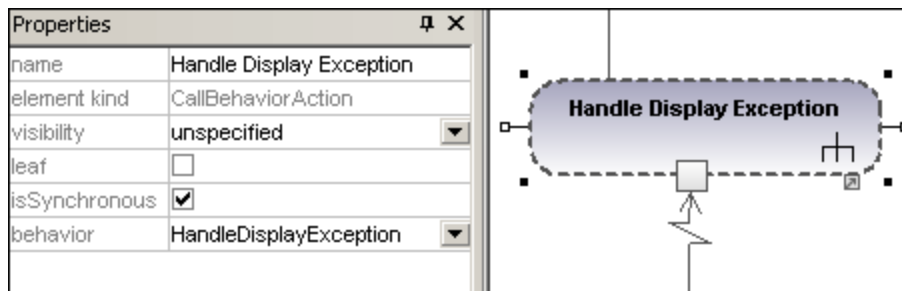 Properties
name Handle Display Exception
element kind CallBehaviorAction
visibility unspecified
leaf
isSynchronous
behavior HandleDisplayException
Handle Display Exception